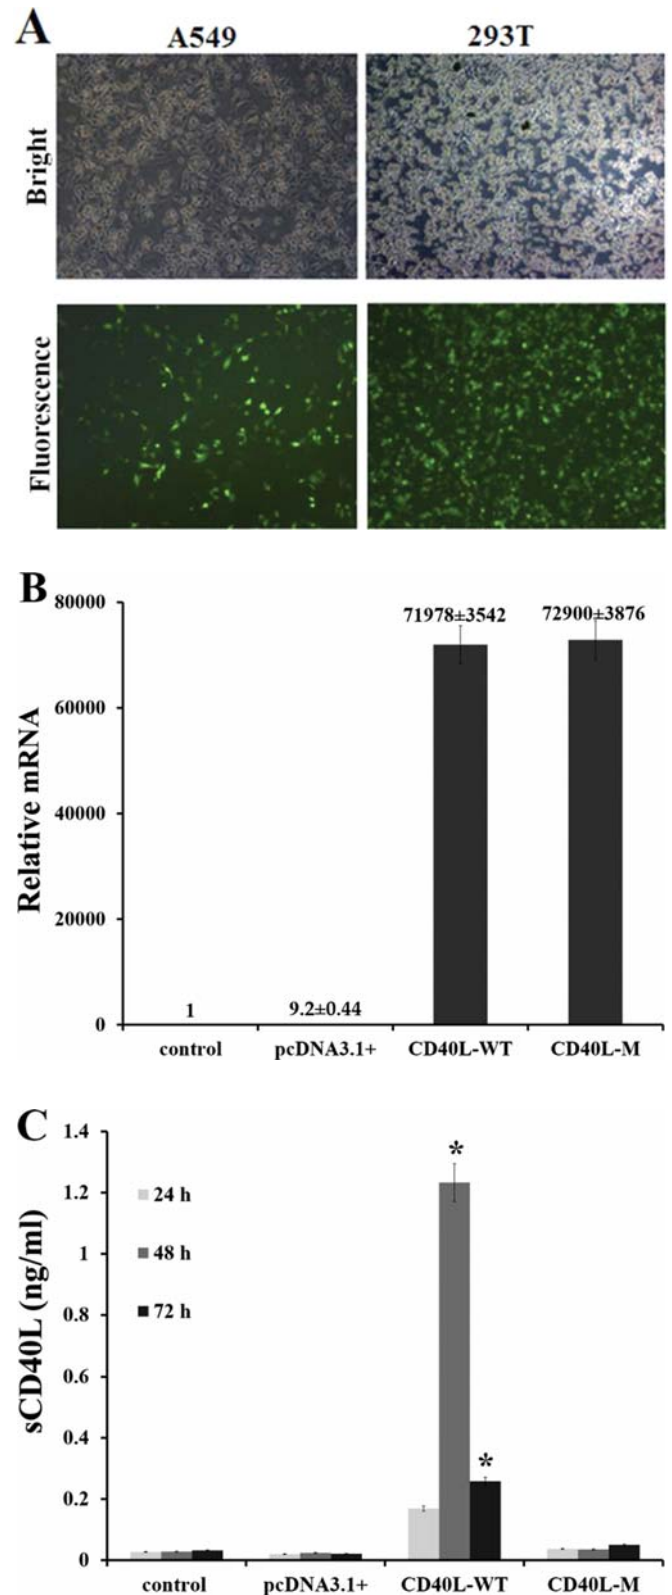 A
A549
293T
Bright
Fluorescence
B
Relative mRNA
80000
60000
40000
20000
0
71978±3542
72900±3876
1
9.2±0.44
control
pcDNA3.1+
CD40L-WT
CD40L-M
C
sCD40L (ng/ml)
1.4
1.2
1
0.8
0.6
0.4
0.2
0
24 h
48 h
72 h
*
*
control
pcDNA3.1+
CD40L-WT
CD40L-M